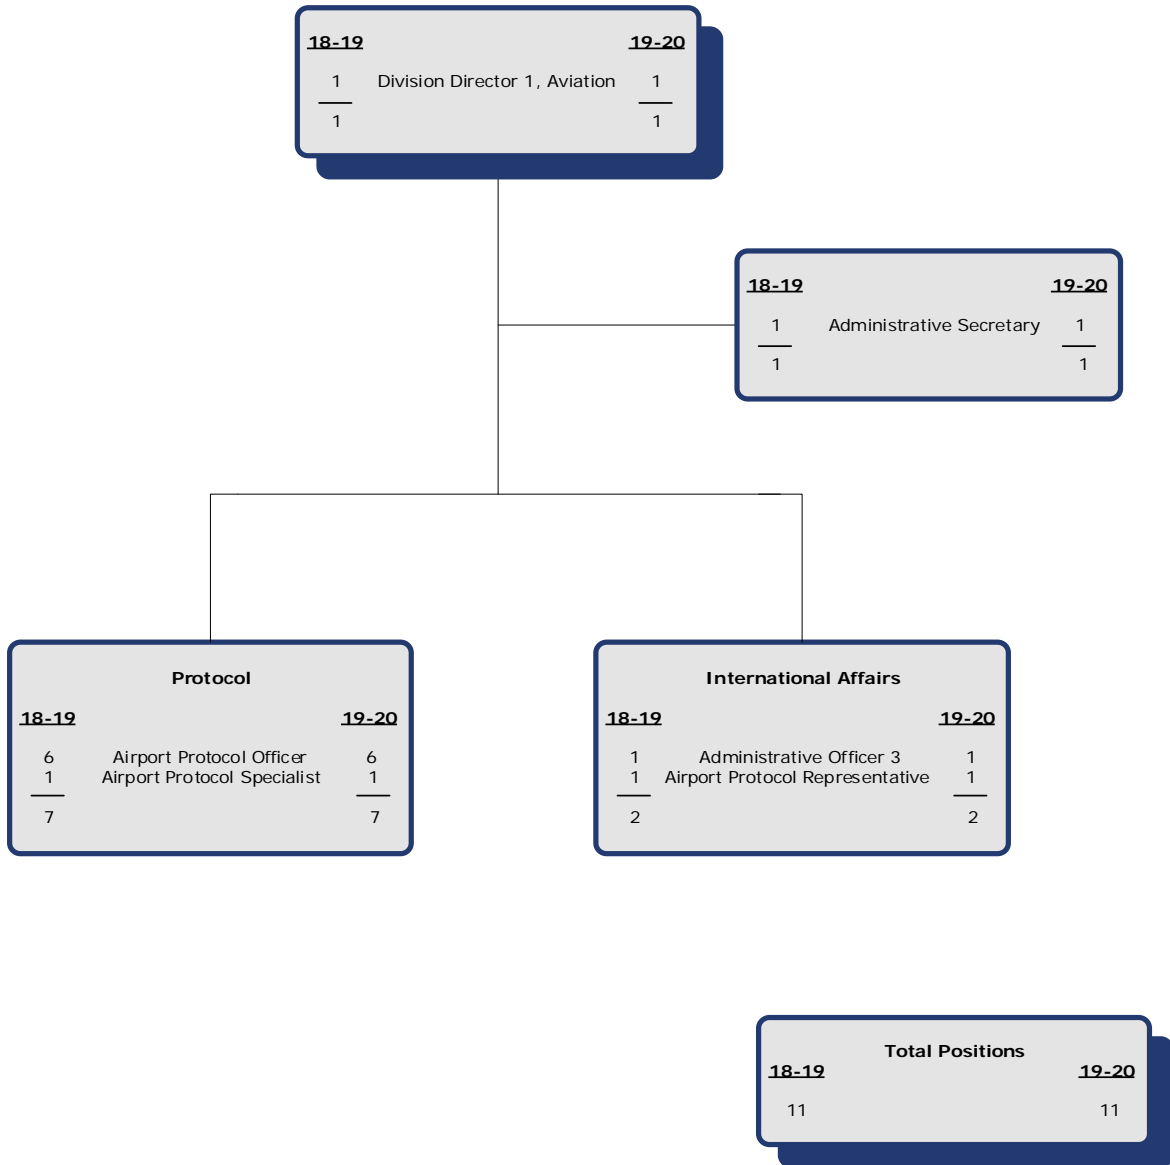 18-19 19-20
1 Division Director 1, Aviation 1
1 1
18-19 19-20
1 Administrative Secretary 1
1 1
Protocol
18-19 19-20
6 Airport Protocol Officer 6
1 Airport Protocol Specialist 1
7 7
International Affairs
18-19 19-20
1 Administrative Officer 3 1
1 Airport Protocol Representative 1
2 2
Total Positions
18-19 19-20
11 11